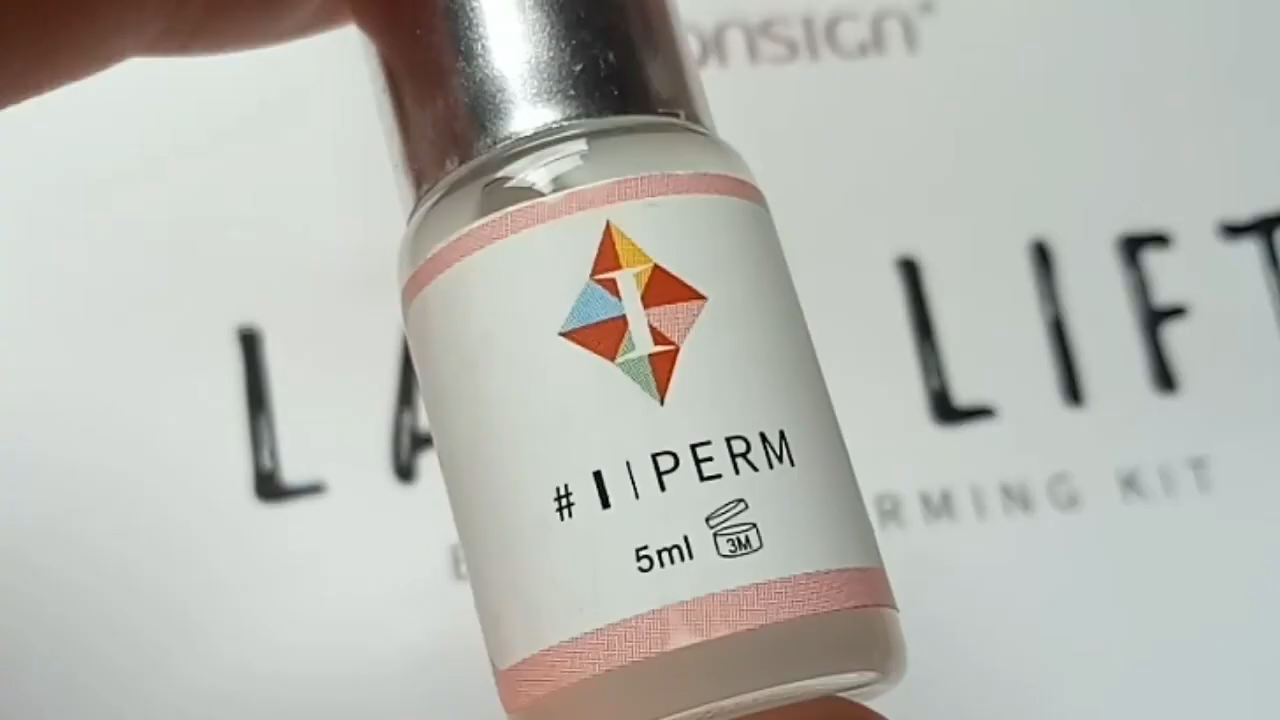 LIFT
RMING KIT
I
# I | PERM
5ml 3M